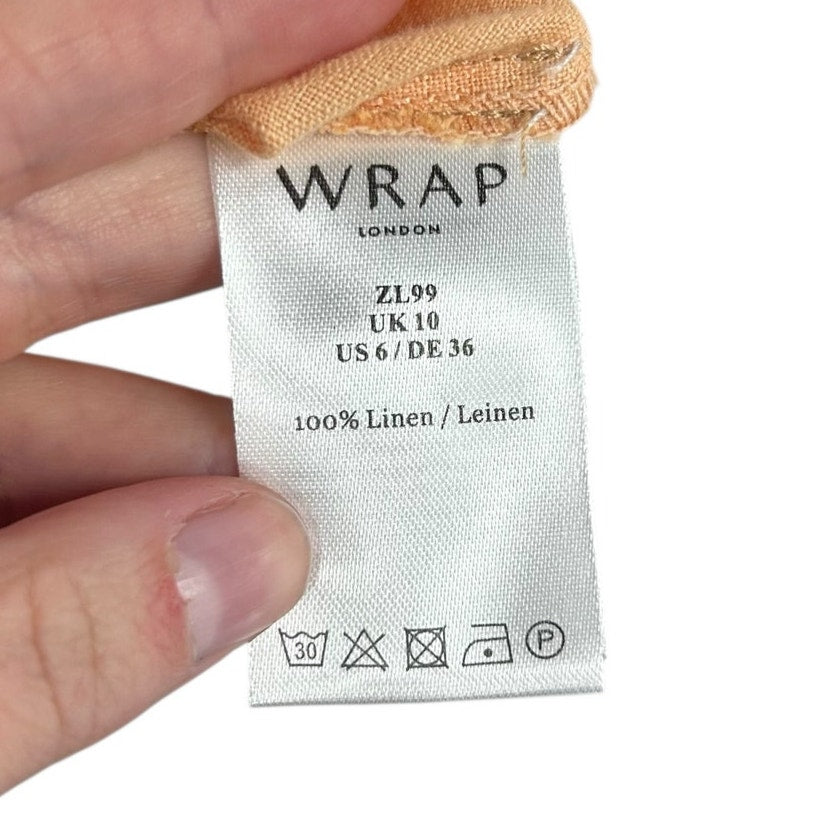 WRAP
LONDON
ZL99
UK 10
US 6 / DE 36
100% Linen / Leinen
30 P